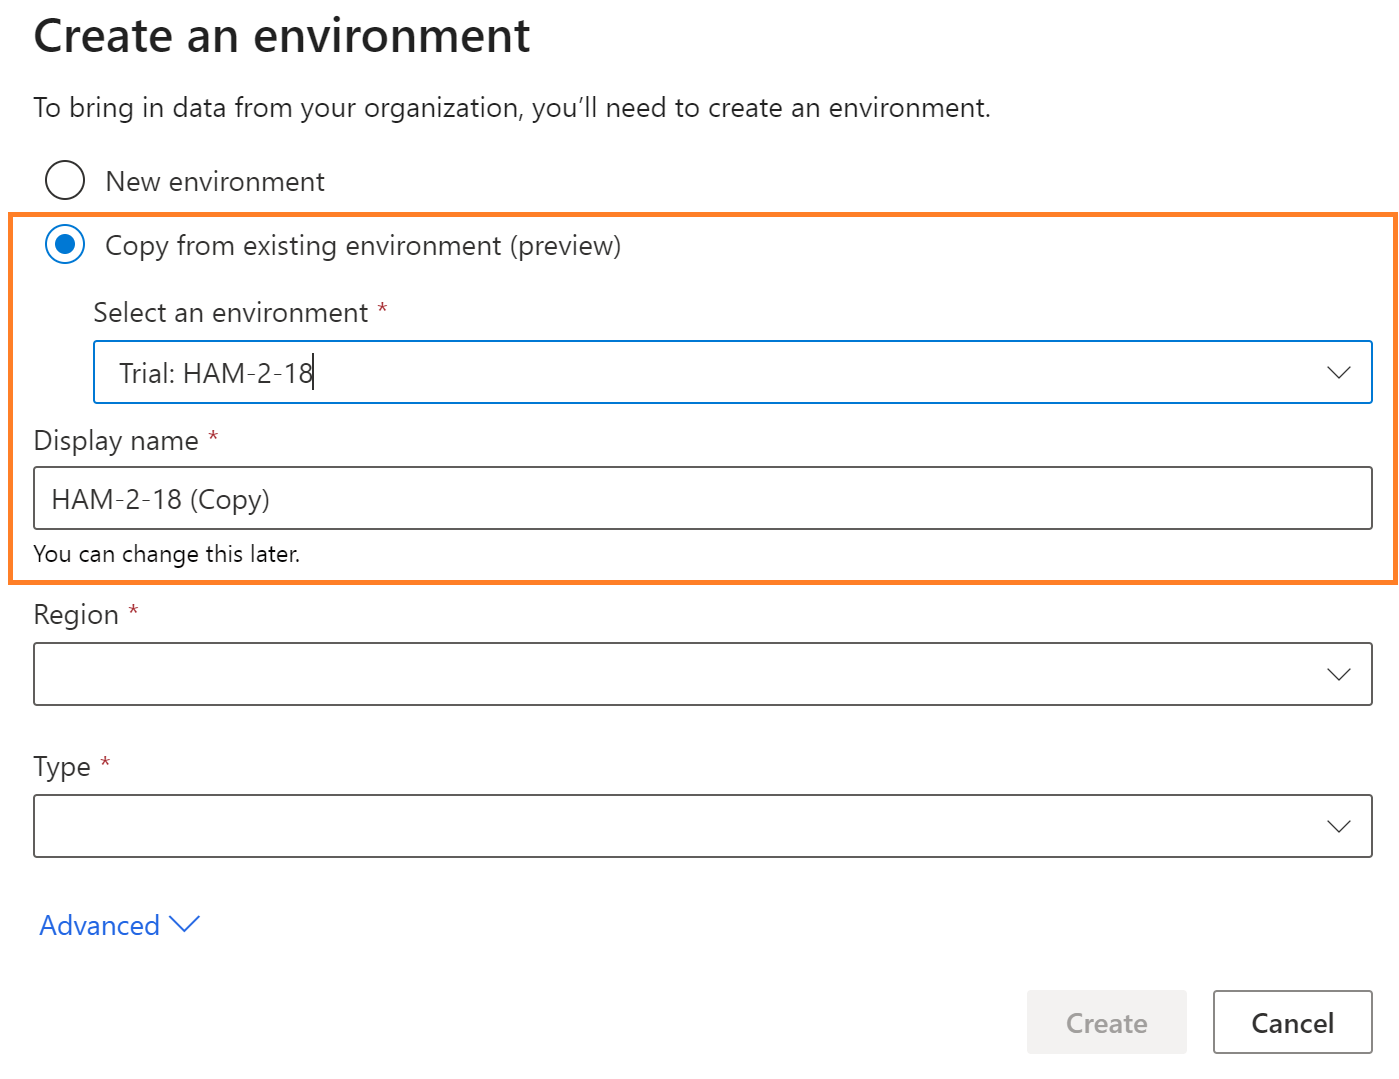 Create an environment
To bring in data from your organization, you’ll need to create an environment.
New environment
Copy from existing environment (preview)
Select an environment *
Trial: HAM-2-18
Display name *
HAM-2-18 (Copy)
You can change this later.
Region *
Type *
Advanced
Create
Cancel